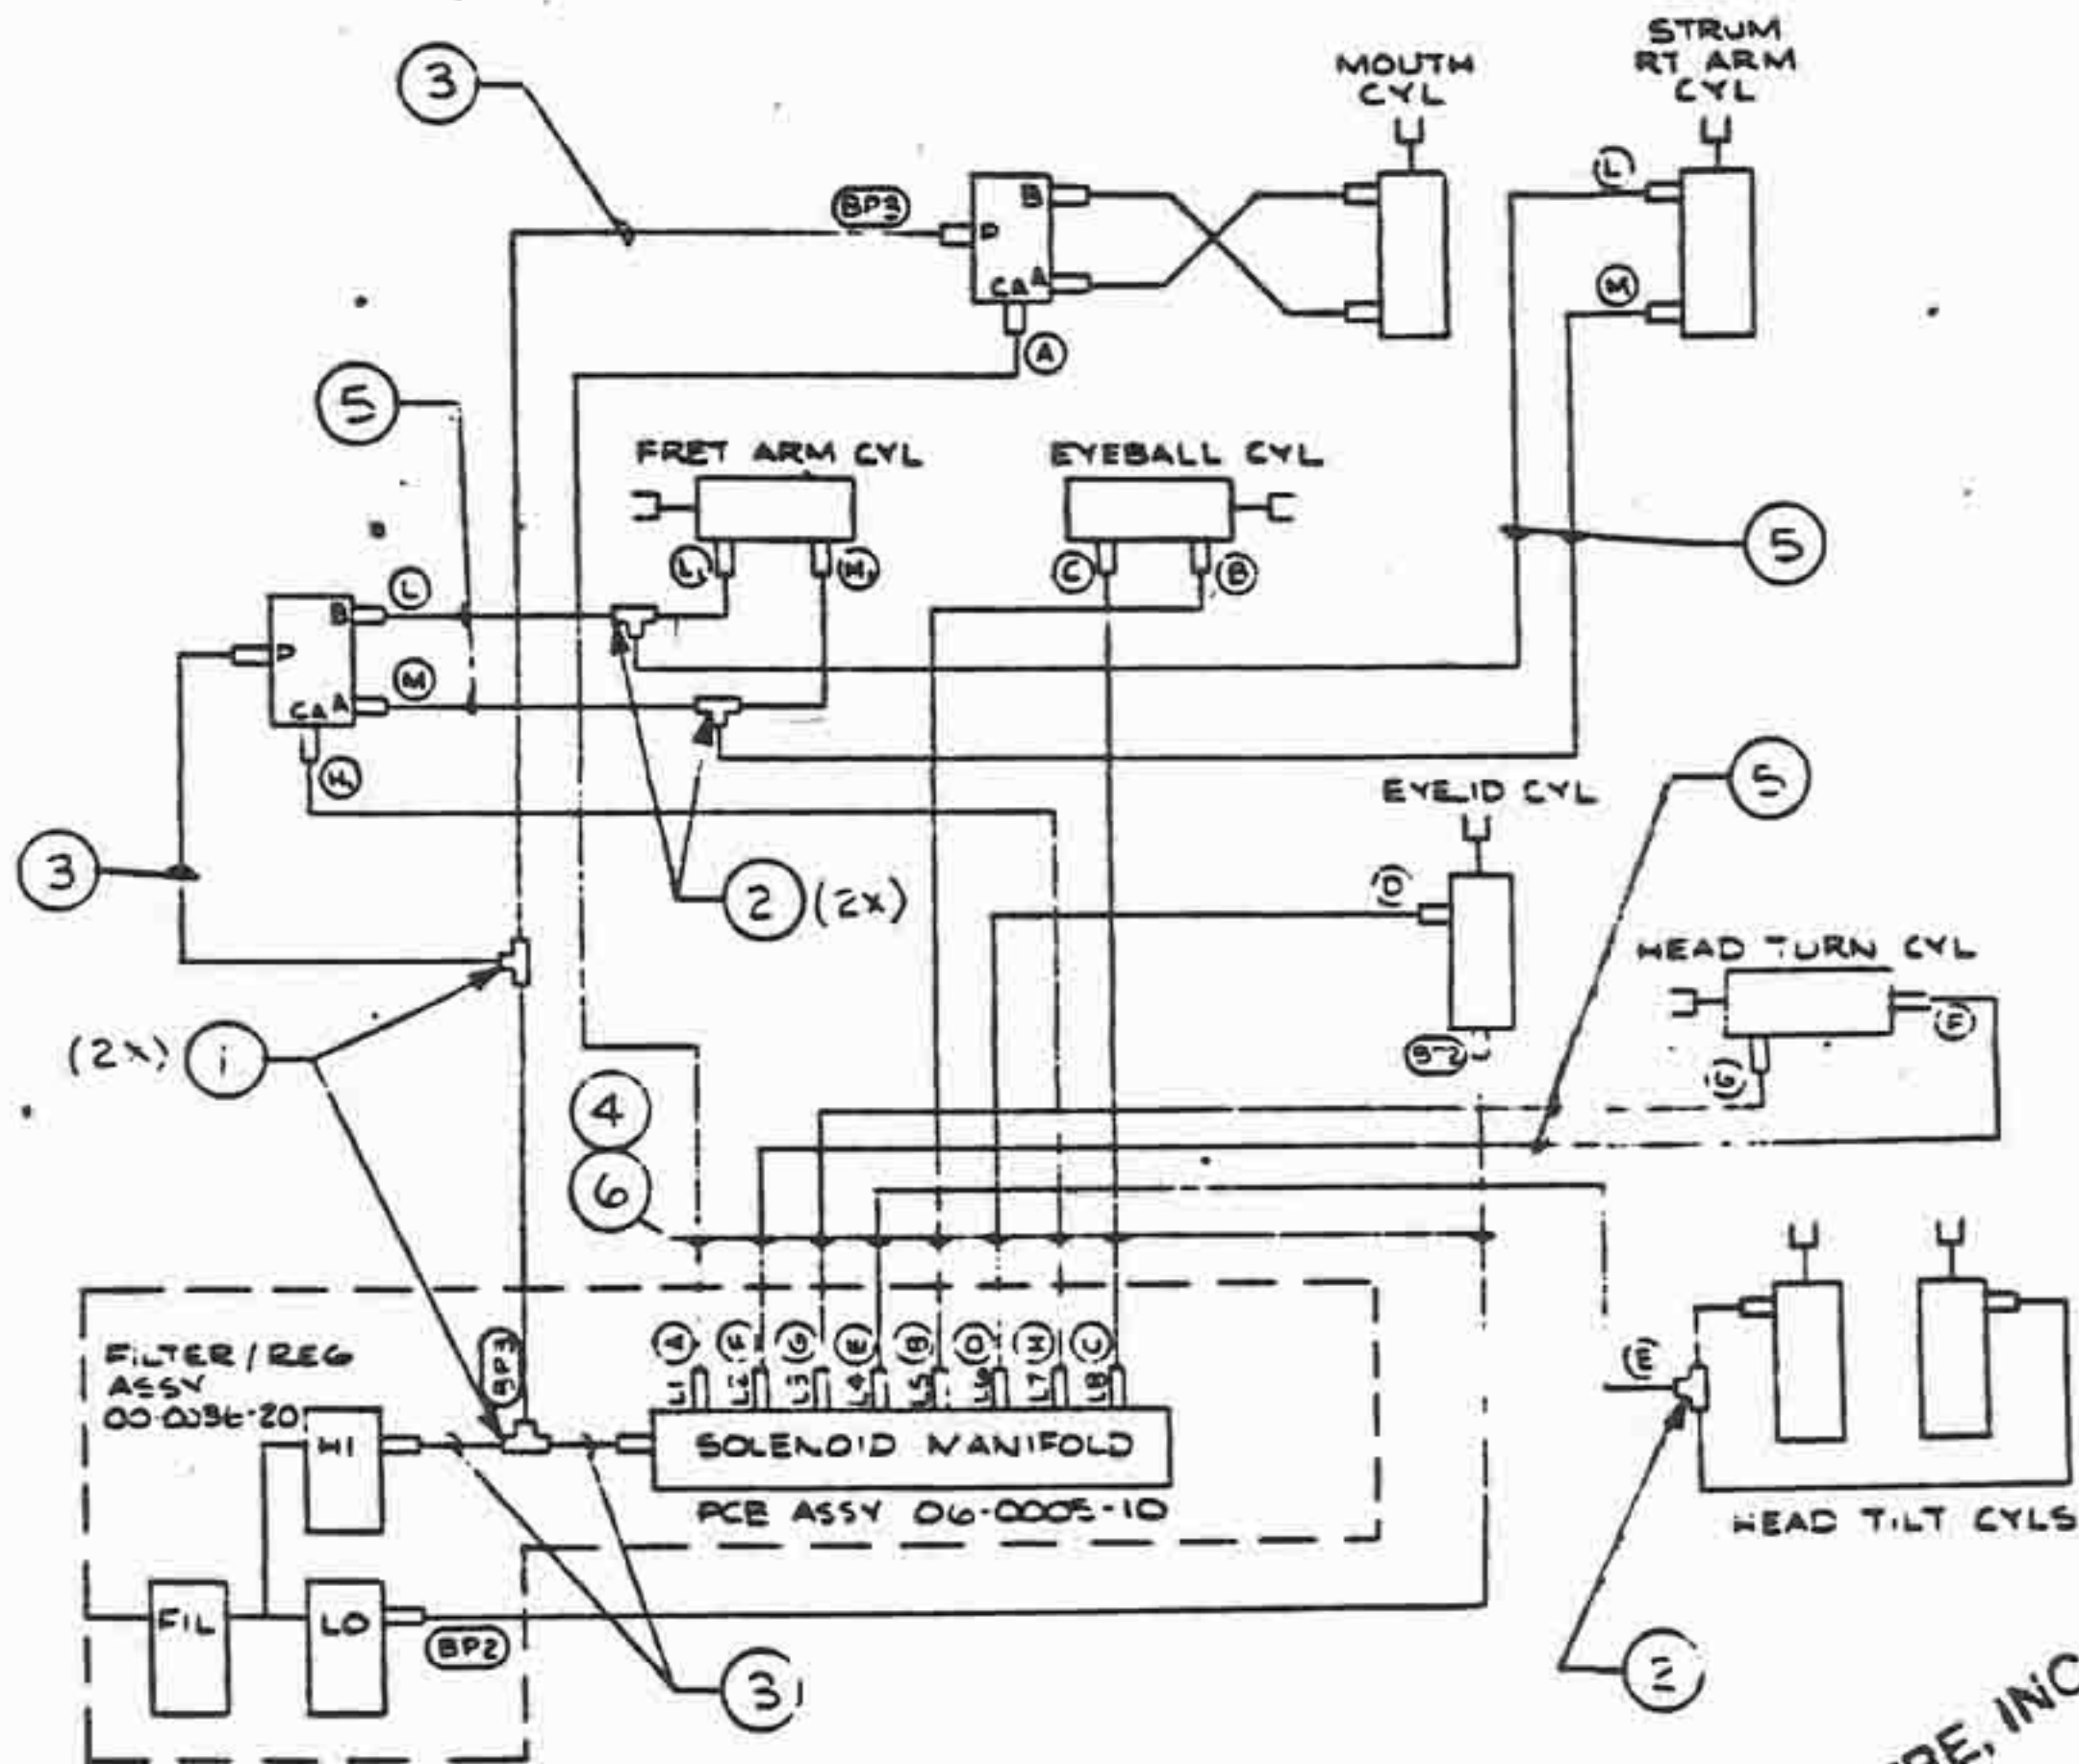 3
MOUTH
CYL
STRUM
RT ARM
CYL
BP3
P
B
CA A
A
L
M
5
FRET ARM CYL
EYEBALL CYL
L1
M1
C
B
5
L
B
P
M
CA A
H
3
2 (2X)
EYELID CYL
5
D
HEAD TURN CYL
F
G
(2X) 1
4
6
FILTER/REG
ASSY
BP3
A
F
G
E
B
D
H
C
L1
L2
L3
L4
L5
L6
L7
L8
HI
SOLENOID MANIFOLD
PCB ASSY 06-0005-10
E
HEAD TILT CYLS
FIL
LO
BP2
3
2